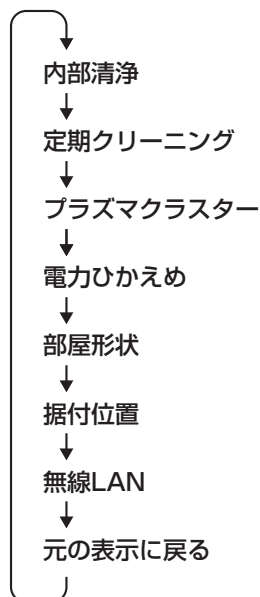 内部清浄
定期クリーニング
プラズマクラスター
電力ひかえめ
部屋形状
据付位置
無線LAN
元の表示に戻る